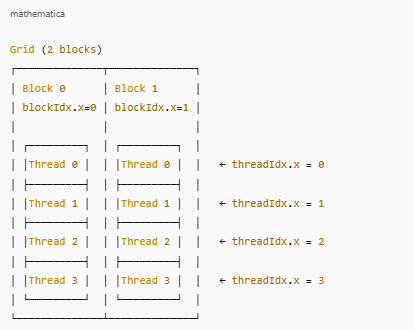 mathematica
Grid (2 blocks)
┌──────────────┬──────────────┐
│ Block 0      │ Block 1      │
│ blockIdx.x=0 │ blockIdx.x=1 │
│              │              │
│ ┌─────────┐  │ ┌─────────┐  │
│ │Thread 0 │  │ │Thread 0 │  │   ← threadIdx.x = 0
│ ├─────────┤  │ ├─────────┤  │
│ │Thread 1 │  │ │Thread 1 │  │   ← threadIdx.x = 1
│ ├─────────┤  │ ├─────────┤  │
│ │Thread 2 │  │ │Thread 2 │  │   ← threadIdx.x = 2
│ ├─────────┤  │ ├─────────┤  │
│ │Thread 3 │  │ │Thread 3 │  │   ← threadIdx.x = 3
│ └─────────┘  │ └─────────┘  │
└──────────────┴──────────────┘